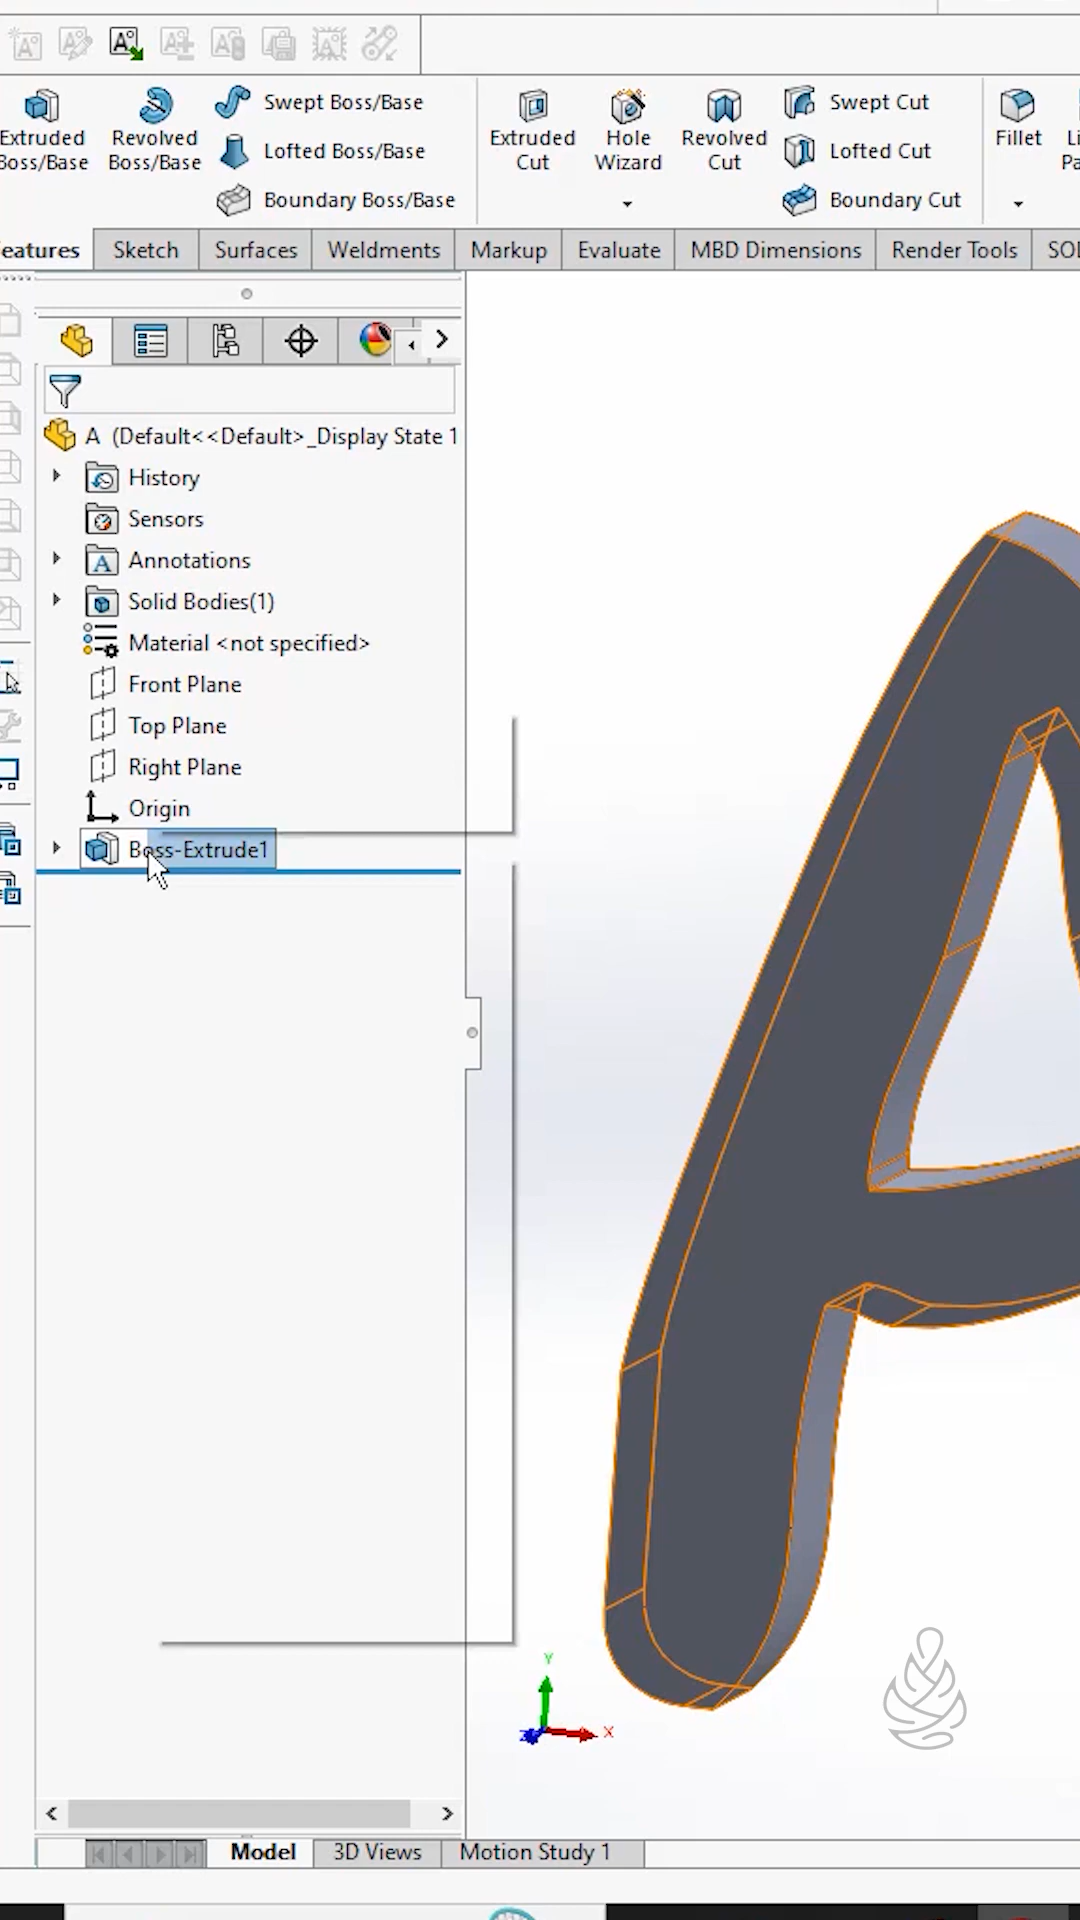 Extruded Boss/Base
Revolved Boss/Base
Swept Boss/Base
Lofted Boss/Base
Boundary Boss/Base
Extruded Cut
Hole Wizard
Revolved Cut
Swept Cut
Lofted Cut
Boundary Cut
Fillet
Li
Pa
eatures
Sketch
Surfaces
Weldments
Markup
Evaluate
MBD Dimensions
Render Tools
SOL
A (Default<<Default>_Display State 1
History
Sensors
Annotations
Solid Bodies(1)
Material <not specified>
Front Plane
Top Plane
Right Plane
Origin
Boss-Extrude1
Y
X
Model
3D Views
Motion Study 1